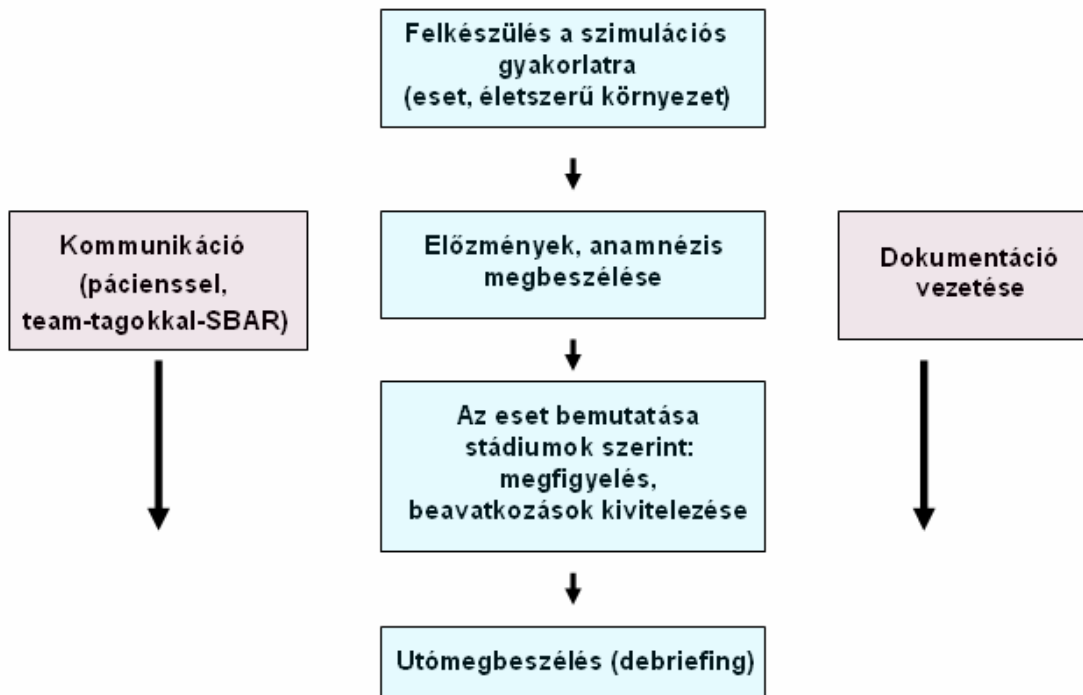 Felkészülés a szimulációs
gyakorlatra
(eset, életszerű környezet)
Kommunikáció
(pácienssel,
team-tagokkal-SBAR)
Előzmények, anamnézis
megbeszélése
Dokumentáció
vezetése
Az eset bemutatása
stádiumok szerint:
megfigyelés,
beavatkozások kivitelezése
Utómegbeszélés (debriefing)